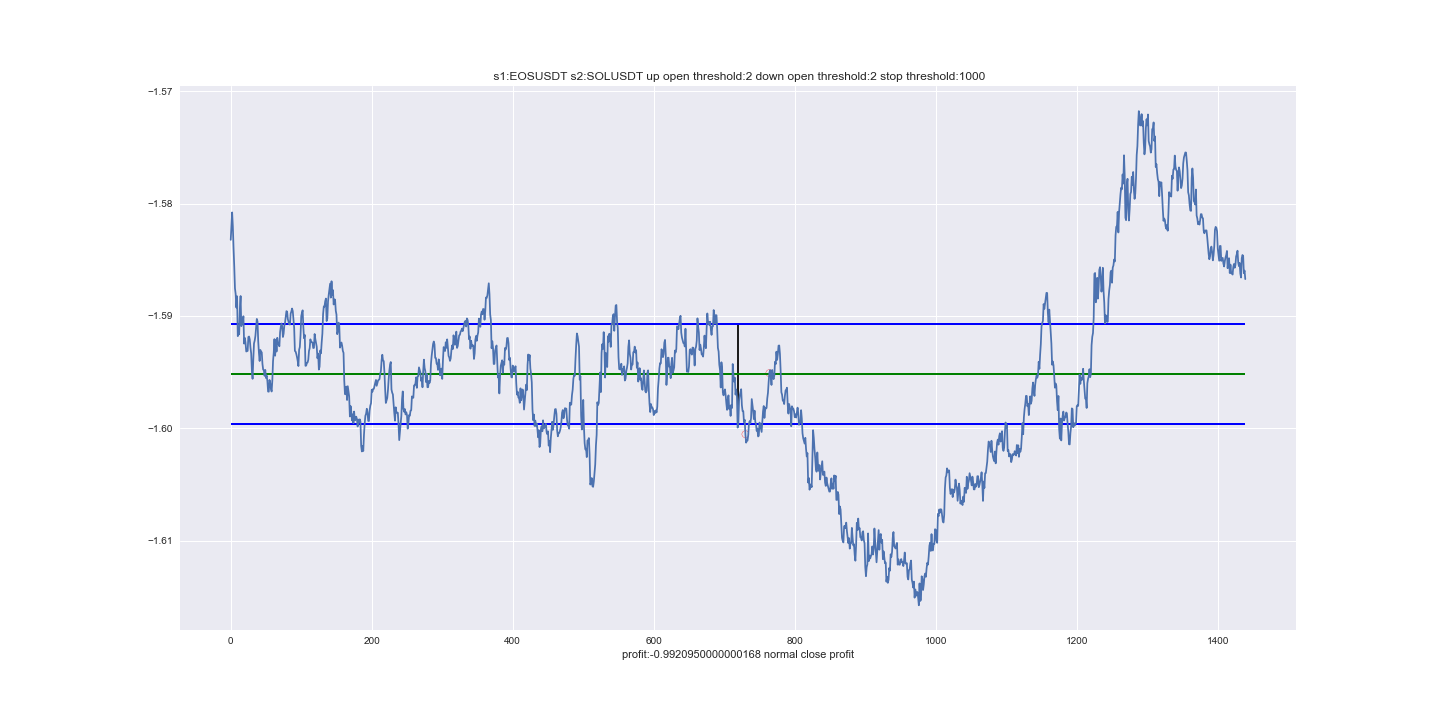 s1:EOSUSDT s2:SOLUSDT up open threshold:2 down open threshold:2 stop threshold:1000
−1.57
−1.58
−1.59
−1.60
−1.61
0 200 400 600 800 1000 1200 1400
profit:-0.9920950000000168 normal close profit